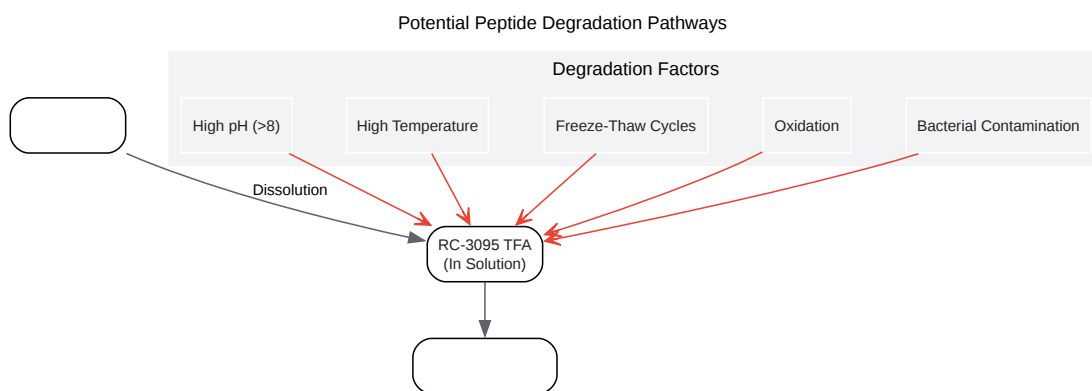 Potential Peptide Degradation Pathways
Degradation Factors
High pH (>8)
High Temperature
Freeze-Thaw Cycles
Oxidation
Bacterial Contamination
Dissolution
RC-3095 TFA
(In Solution)